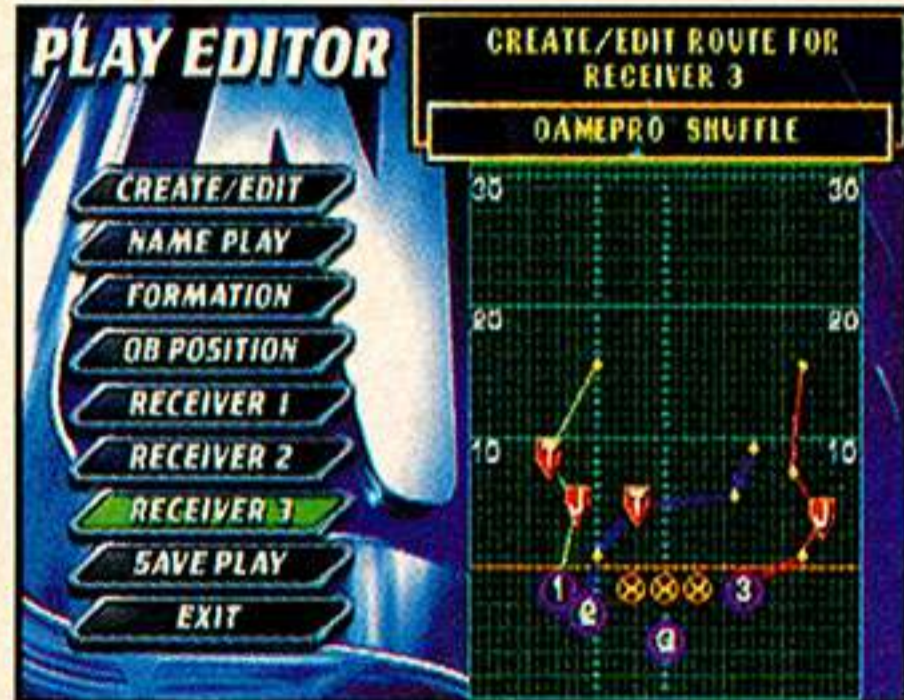 PLAY EDITOR
CREATE/EDIT ROUTE FOR
RECEIVER 3
GAMEPRO SHUFFLE
CREATE/EDIT
NAME PLAY
FORMATION
QB POSITION
RECEIVER 1
RECEIVER 2
RECEIVER 3
SAVE PLAY
EXIT
30 30
20 20
10 10
T
J T J
1 3
2
Q